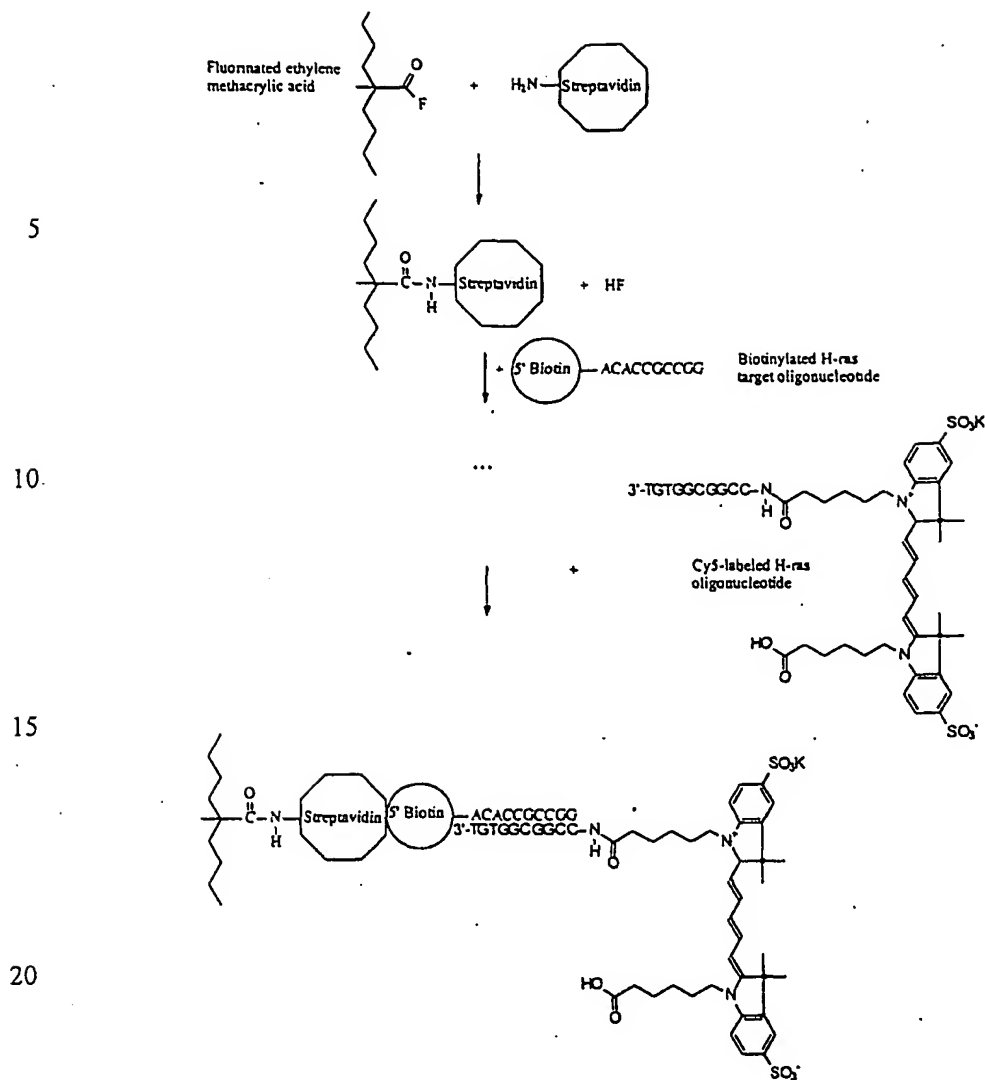 Fluorinated ethylene
methacrylic acid
O
F
+
H₂N
Streptavidin
5
O
C
N
H
Streptavidin
+ HF
+
5' Biotin
ACACCGCCGG
Biotinylated H-ras
target oligonucleotide
SO₃K
10
...
3'-TGTGGCGGCC
N
H
O
N⁺
+
Cy5-labeled H-ras
oligonucleotide
HO
O
N
SO₃⁻
15
SO₃K
O
C
N
H
Streptavidin
5' Biotin
ACACCGCCGG
3'-TGTGGCGGCC
N
H
O
N⁺
20
HO
O
N
SO₃⁻